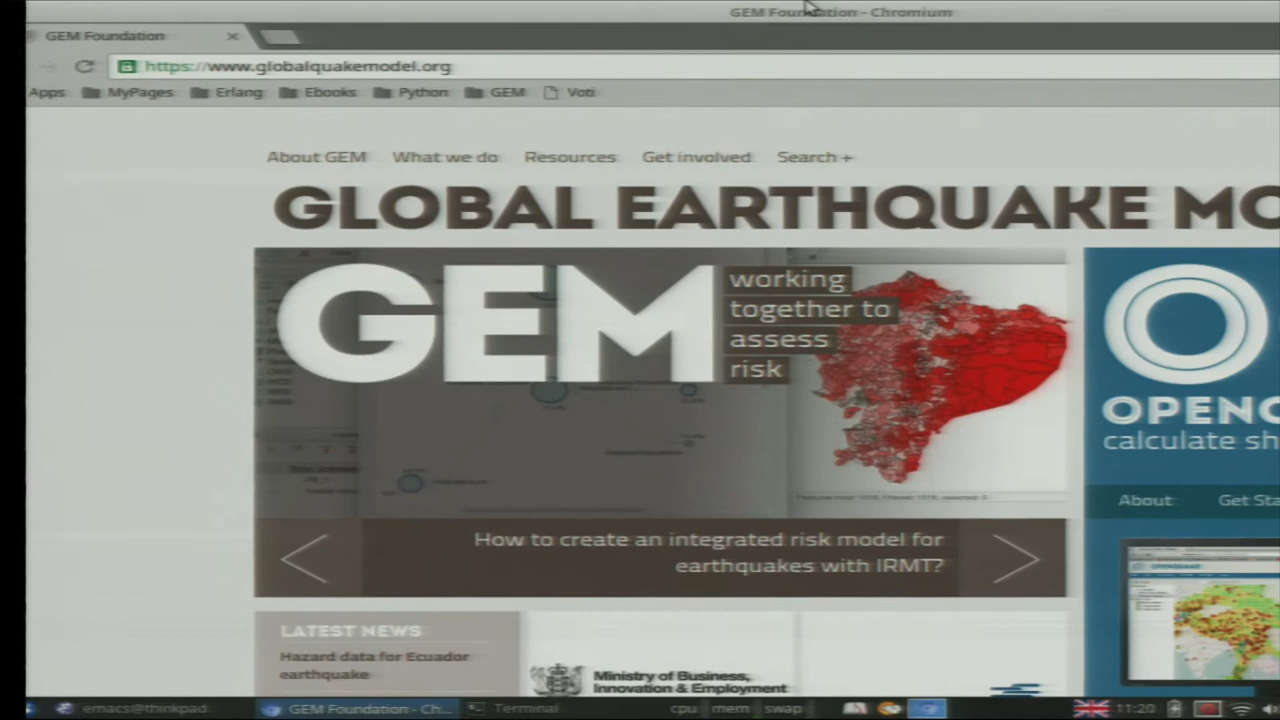 GEM Foundation - Chromium
GEM Foundation
https://www.globalquakemodel.org
Apps MyPages Erlang Ebooks Python GEM Voti
About GEM What we do Resources Get involved Search +
GLOBAL EARTHQUAKE MO
GEM
working
together to
assess
risk
O
OPENQ
calculate sh
About Get Sta
How to create an integrated risk model for
earthquakes with IRMT?
OPENQUAKE
LATEST NEWS
Hazard data for Ecuador
earthquake
Ministry of Business,
Innovation & Employment
emacs@thinkpad GEM Foundation - Ch... Terminal cpu mem swap 11:20